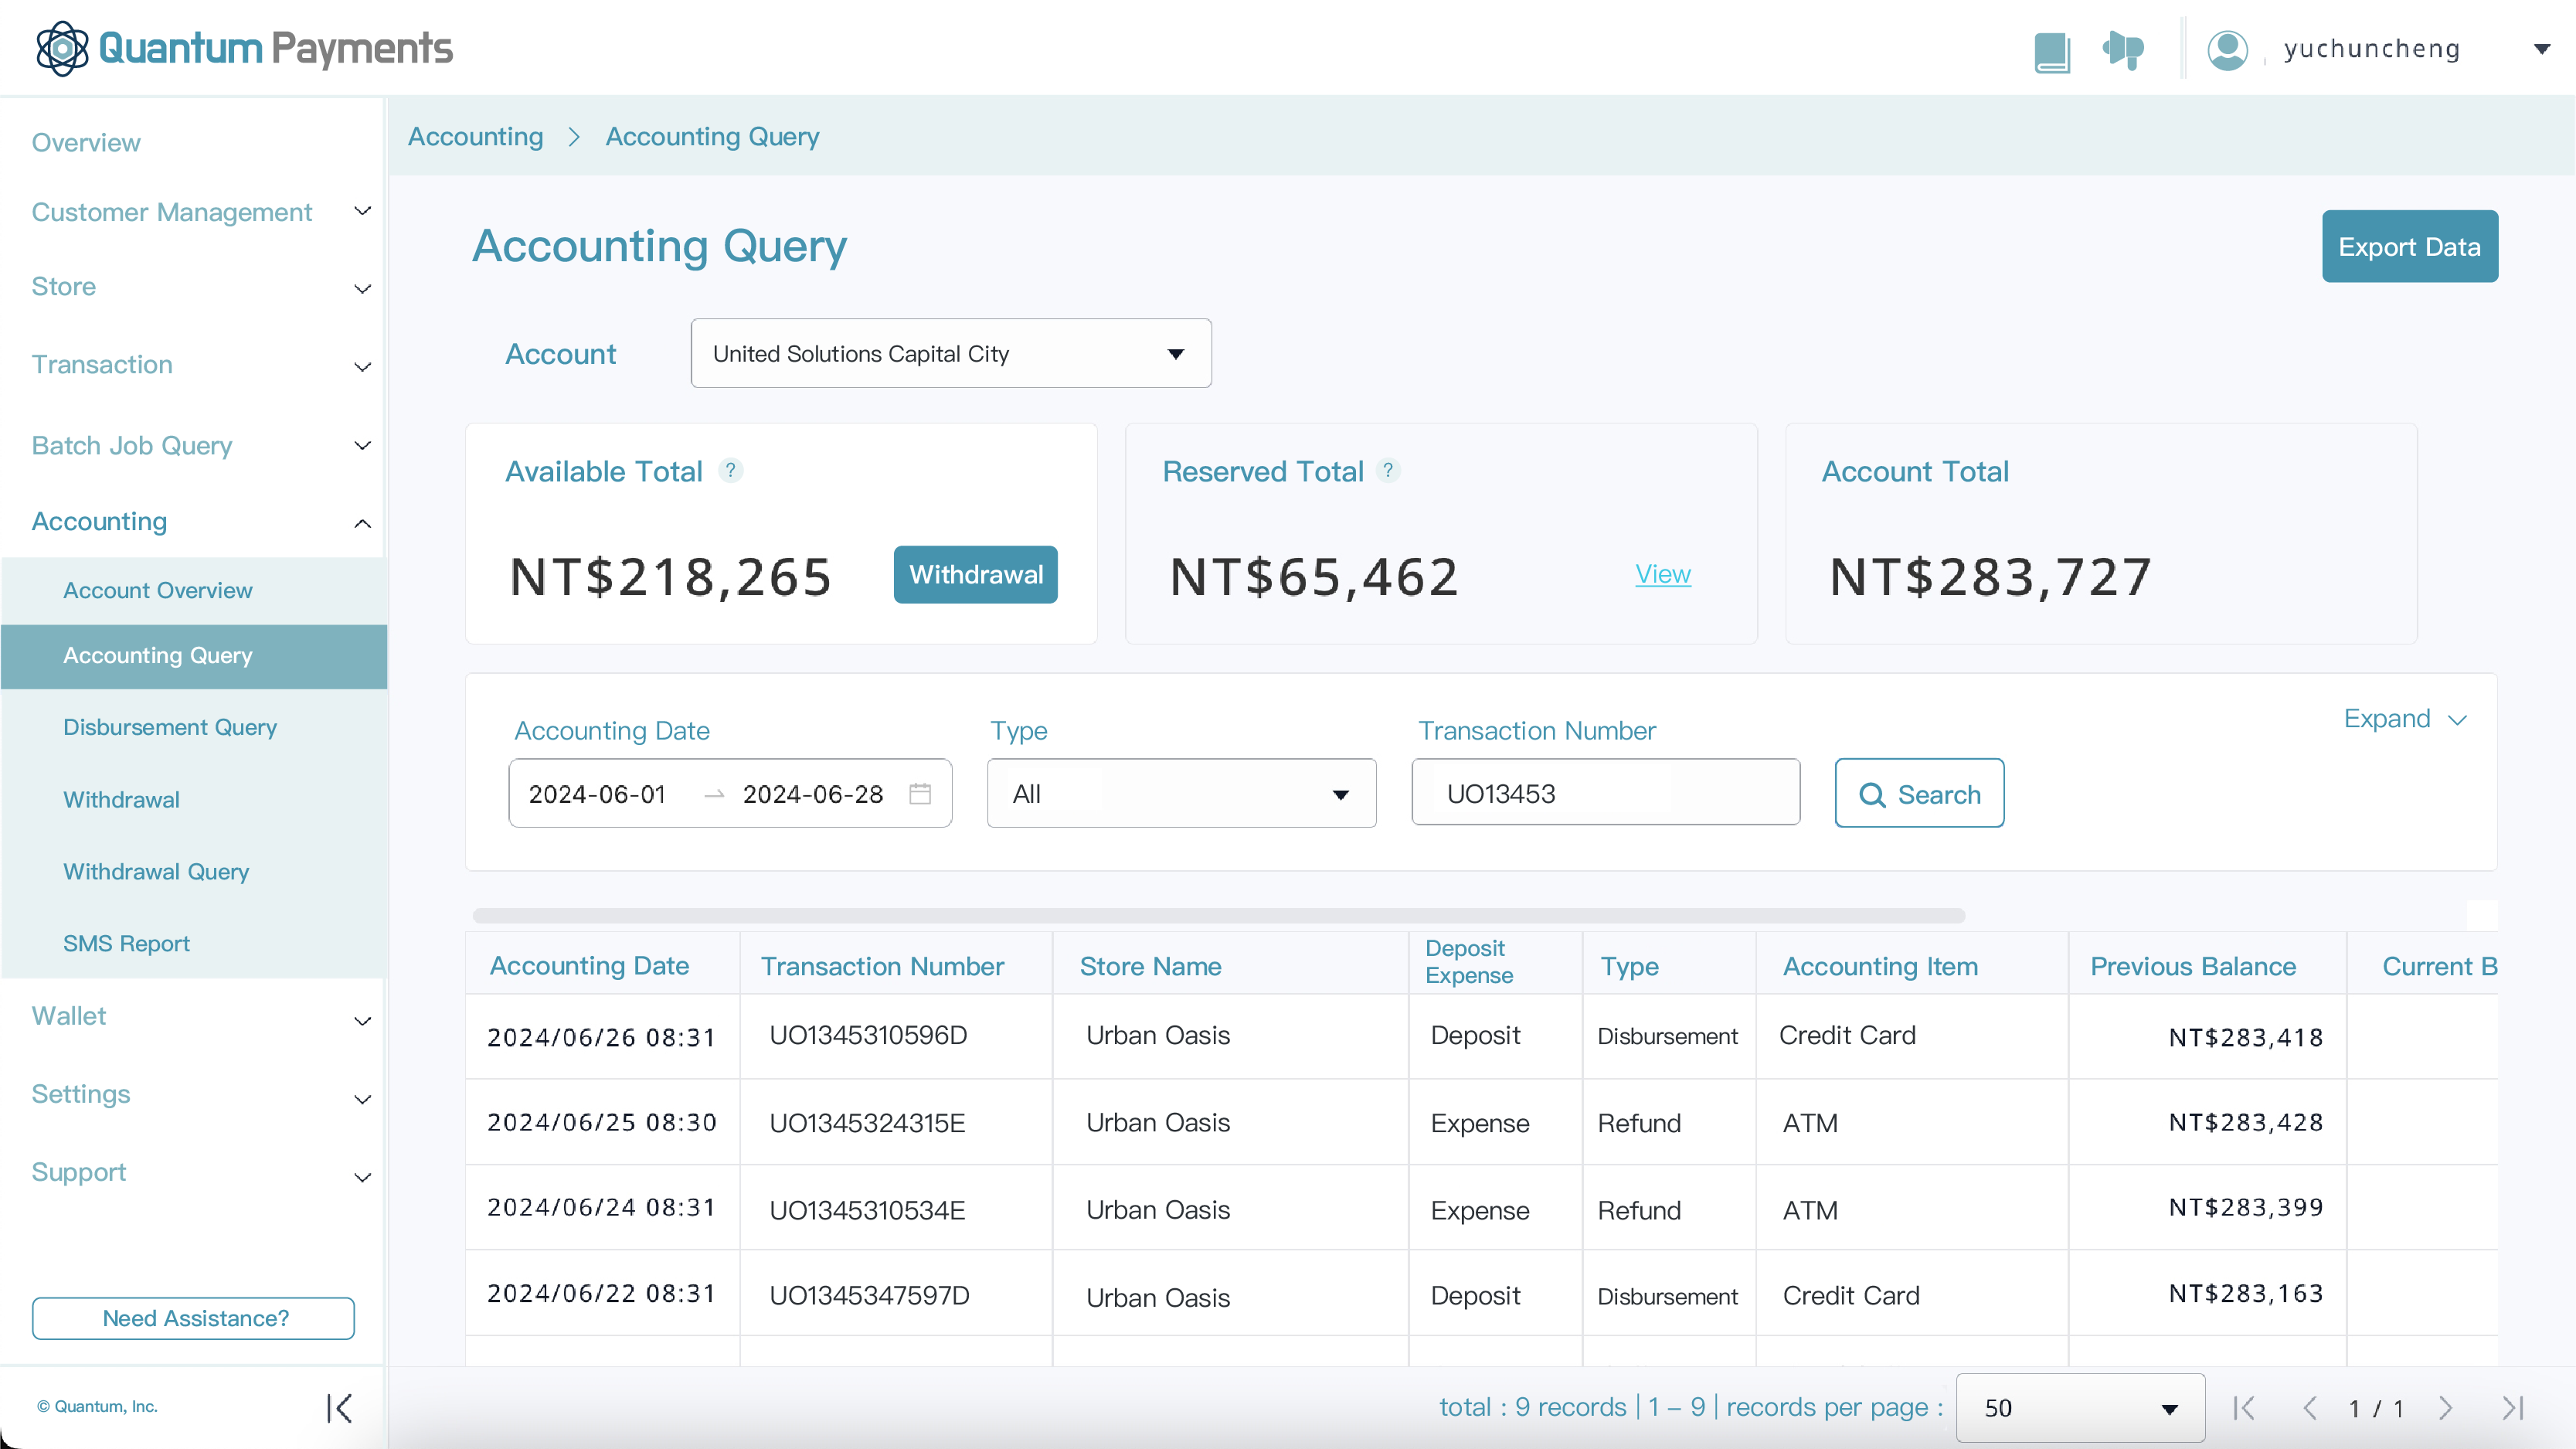 Quantum Payments
yuchuncheng
Overview
Customer Management
Store
Transaction
Batch Job Query
Accounting
Account Overview
Accounting Query
Disbursement Query
Withdrawal
Withdrawal Query
SMS Report
Wallet
Settings
Support
Need Assistance?
© Quantum, Inc.
Accounting > Accounting Query
Accounting Query
Export Data
Account United Solutions Capital City
Available Total ?
NT$218,265 Withdrawal
Reserved Total ?
NT$65,462 View
Account Total
NT$283,727
Accounting Date Type Transaction Number Expand
2024-06-01 → 2024-06-28 All UO13453 Search
Accounting Date Transaction Number Store Name Deposit Expense Type Accounting Item Previous Balance Current B
2024/06/26 08:31 UO1345310596D Urban Oasis Deposit Disbursement Credit Card NT$283,418
2024/06/25 08:30 UO1345324315E Urban Oasis Expense Refund ATM NT$283,428
2024/06/24 08:31 UO1345310534E Urban Oasis Expense Refund ATM NT$283,399
2024/06/22 08:31 UO1345347597D Urban Oasis Deposit Disbursement Credit Card NT$283,163
total : 9 records | 1 – 9 | records per page : 50 1 / 1